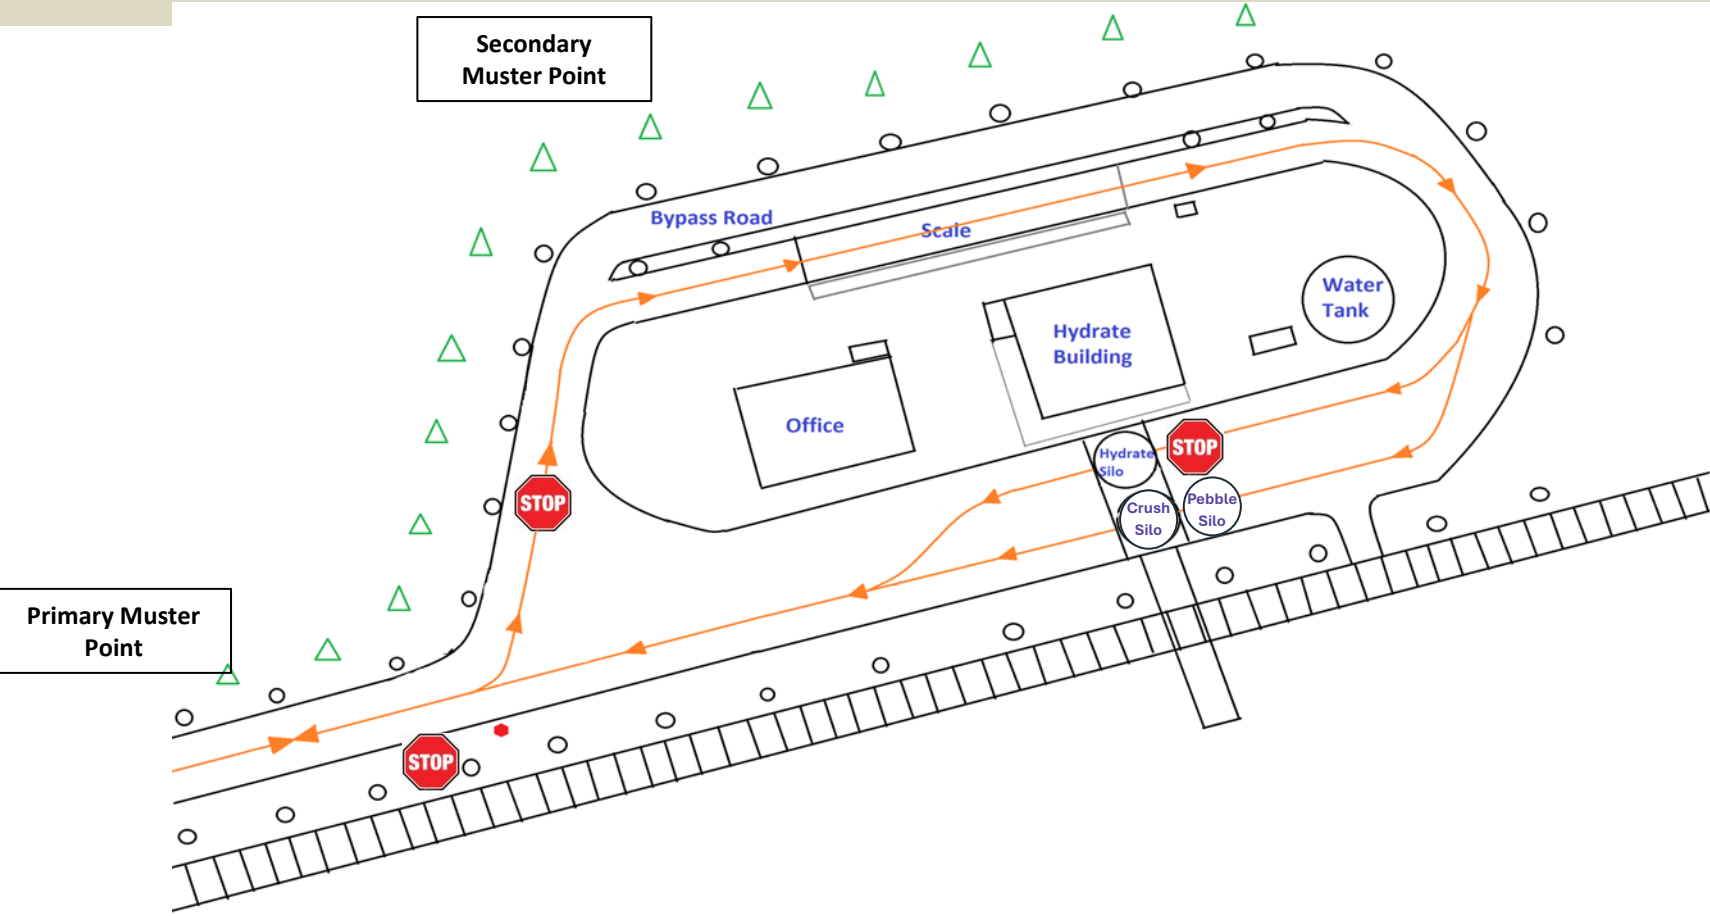 Secondary
Muster Point
Bypass Road
Scale
Water
Tank
Hydrate
Building
Office
STOP
Hydrate
Silo
Pebble
Silo
Crush
Silo
STOP
Primary Muster
Point
STOP